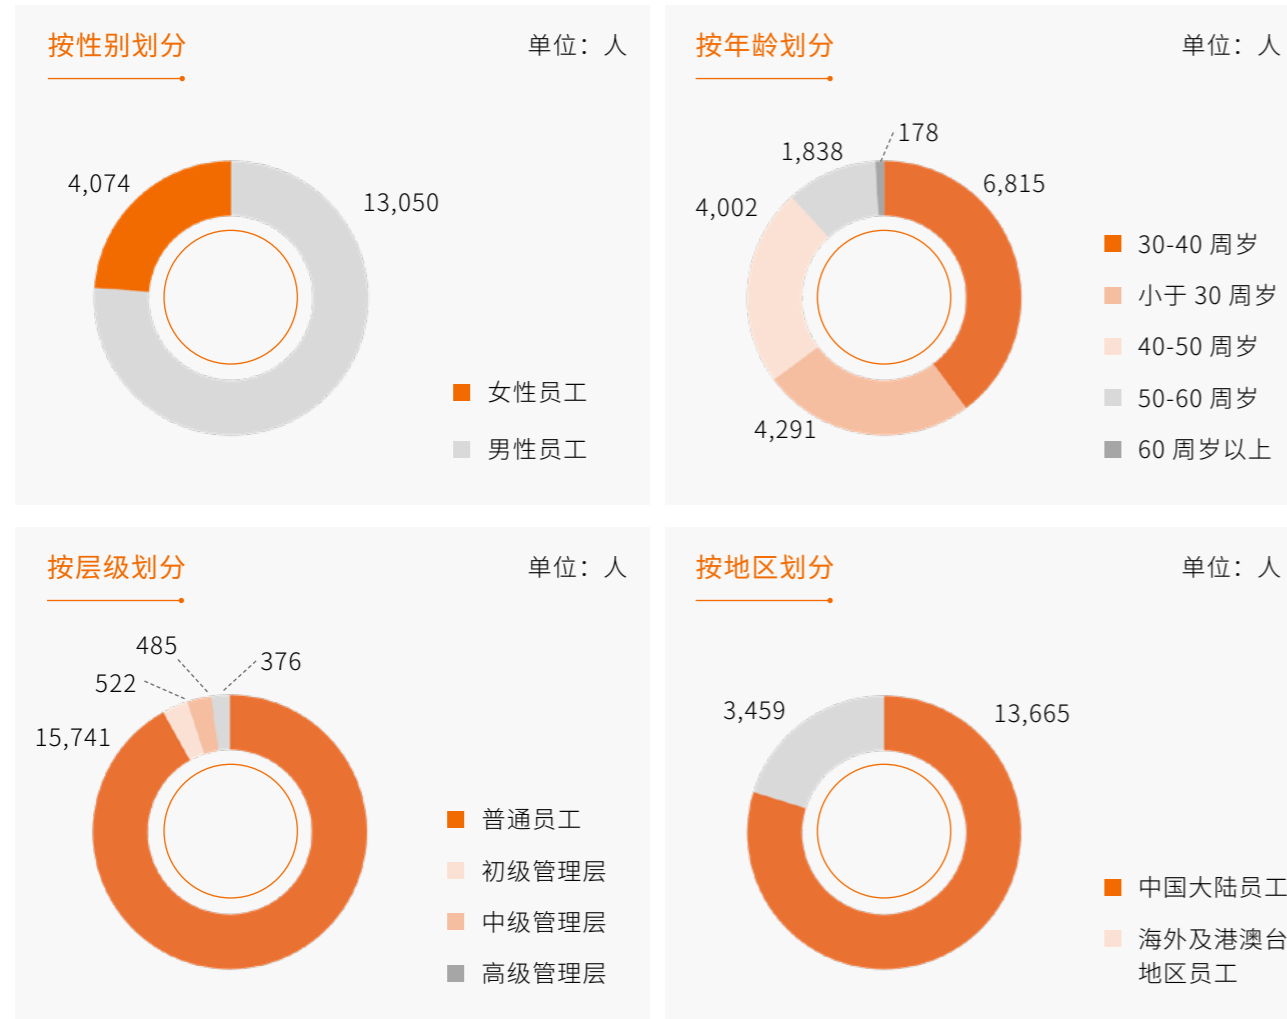 按性别划分
单位：人
4,074
13,050
女性员工
男性员工
按年龄划分
单位：人
178
1,838
6,815
4,002
4,291
30-40 周岁
小于 30 周岁
40-50 周岁
50-60 周岁
60 周岁以上
按层级划分
单位：人
485
376
522
15,741
普通员工
初级管理层
中级管理层
高级管理层
按地区划分
单位：人
3,459
13,665
中国大陆员工
海外及港澳台
地区员工